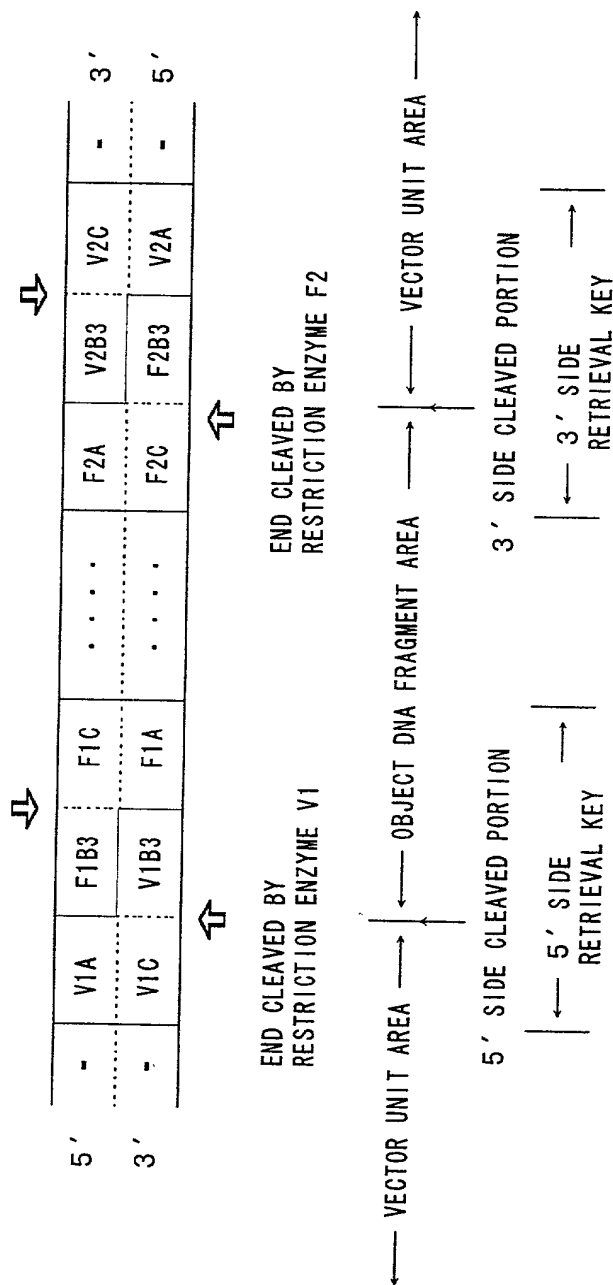 5′ - V1A F1B3 F1C ····· F2A V2B3 V2C - 3′
3′ - V1C V1B3 F1A F2C F2B3 V2A - 5′
END CLEAVED BY
RESTRICTION ENZYME V1
END CLEAVED BY
RESTRICTION ENZYME F2
VECTOR UNIT AREA
OBJECT DNA FRAGMENT AREA
VECTOR UNIT AREA
5′ SIDE CLEAVED PORTION
3′ SIDE CLEAVED PORTION
5′ SIDE
RETRIEVAL KEY
3′ SIDE
RETRIEVAL KEY